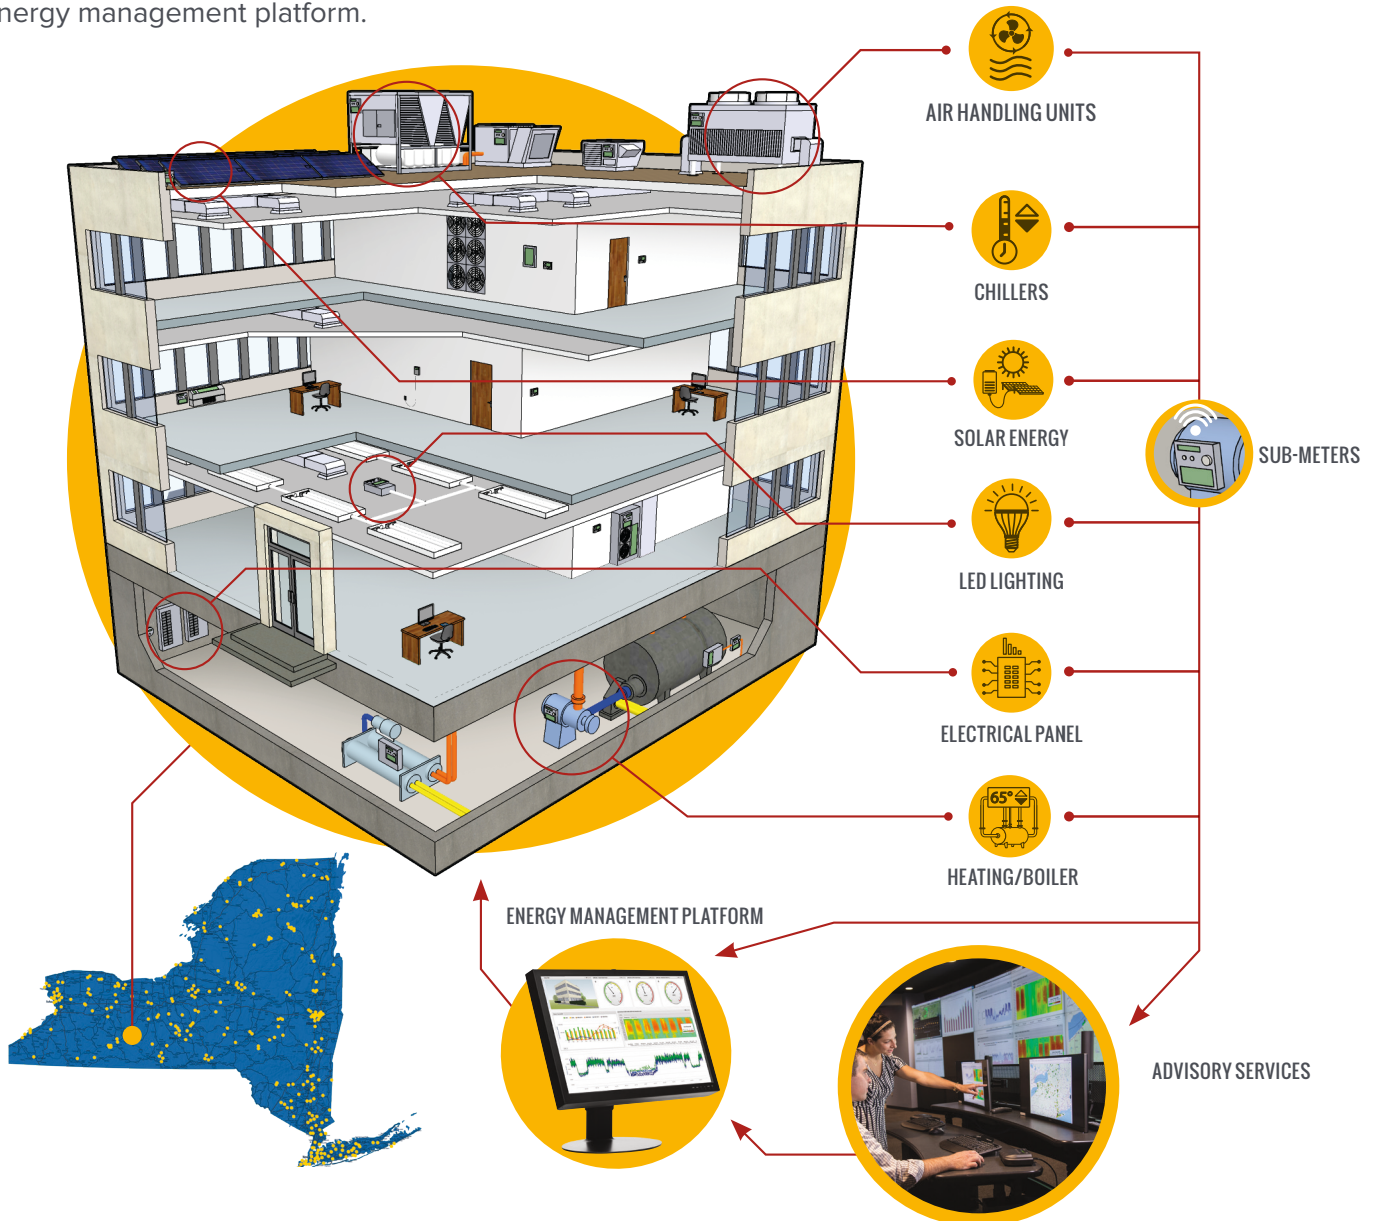 nergy management platform.
AIR HANDLING UNITS
CHILLERS
SOLAR ENERGY
SUB-METERS
LED LIGHTING
ELECTRICAL PANEL
65°
HEATING/BOILER
ENERGY MANAGEMENT PLATFORM
ADVISORY SERVICES